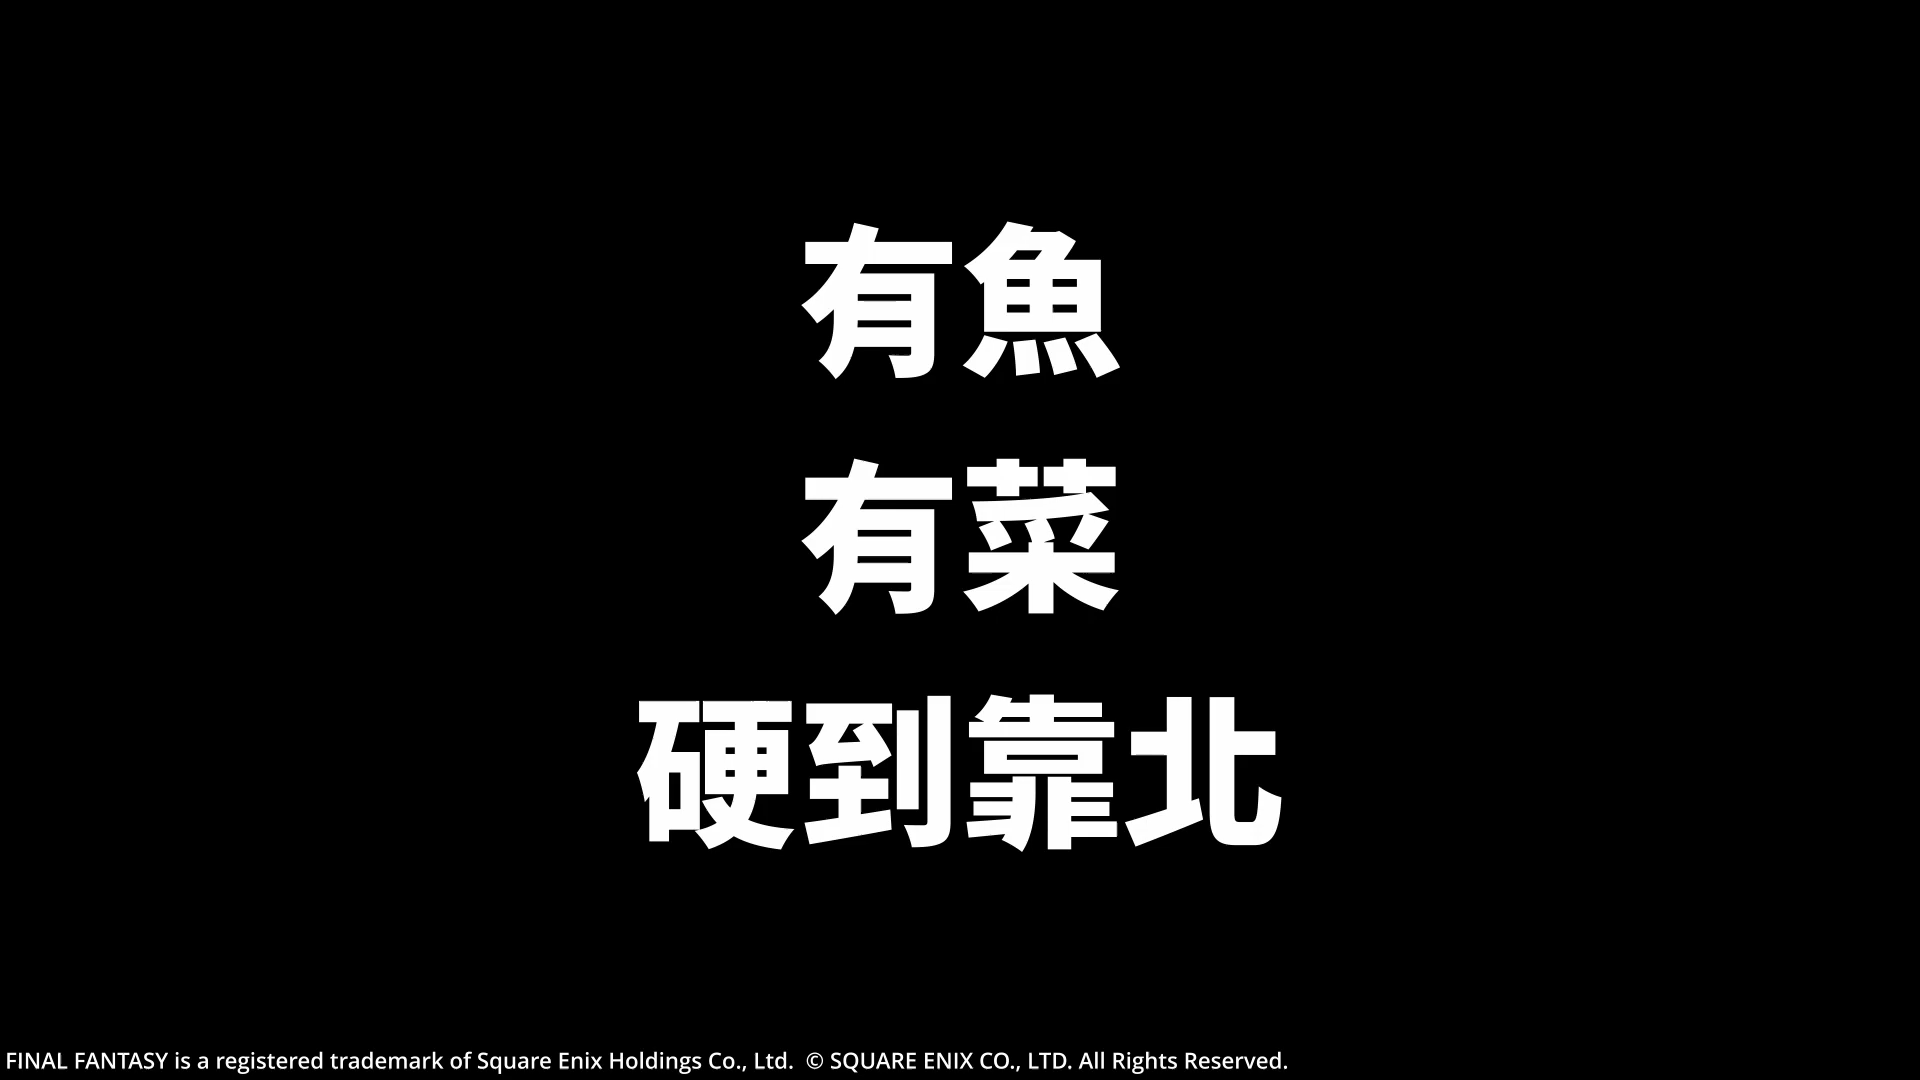 有魚
有菜
硬到靠北
FINAL FANTASY is a registered trademark of Square Enix Holdings Co., Ltd. © SQUARE ENIX CO., LTD. All Rights Reserved.